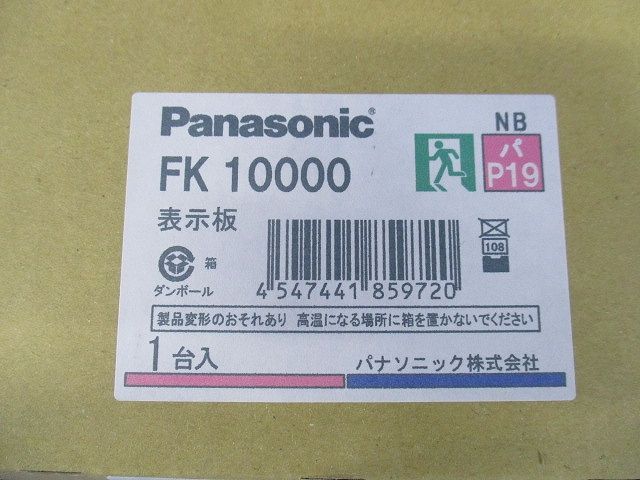 Panasonic®
NB
FK 10000
パ
P19
表示板
箱
ダンボール
108
4 547441 859720
製品変形のおそれあり 高温になる場所に箱を置かないでください
1台入
パナソニック株式会社